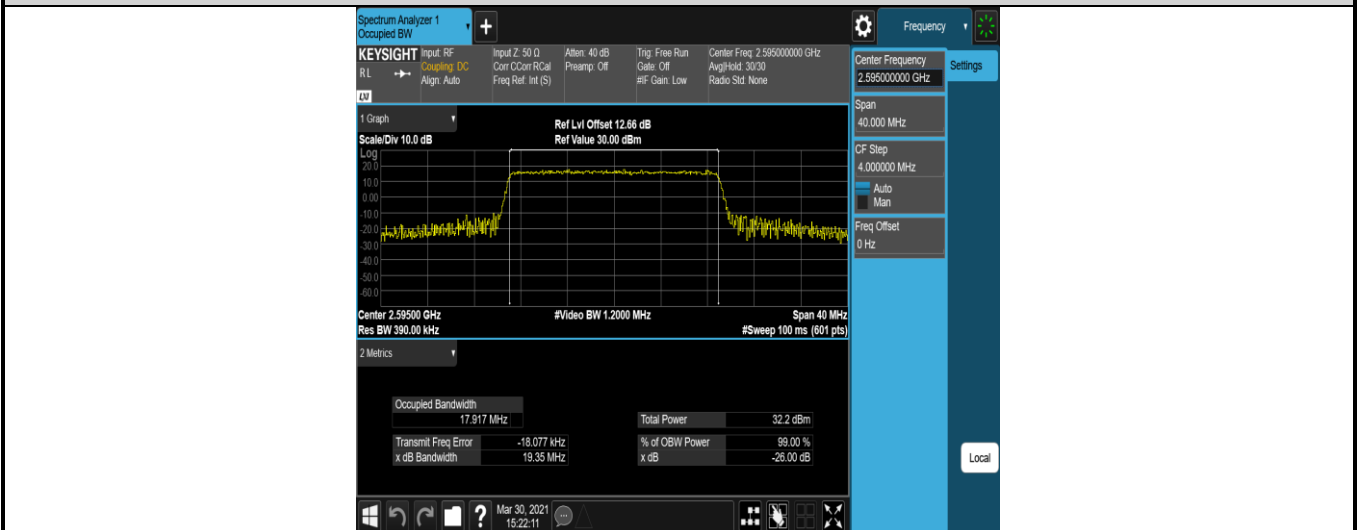 Spectrum Analyzer 1
Occupied BW
+
Frequency
KEYSIGHT
RL
LXI
Input: RF
Coupling: DC
Align: Auto
Input Z: 50 Ω
Corr CCorr RCal
Freq Ref: Int (S)
Atten: 40 dB
Preamp: Off
Trig: Free Run
Gate: Off
#IF Gain: Low
Center Freq: 2.595000000 GHz
Avg|Hold: 30/30
Radio Std: None
Center Frequency
2.595000000 GHz
Settings
Span
40.000 MHz
CF Step
4.000000 MHz
Auto
Man
Freq Offset
0 Hz
1 Graph
Scale/Div 10.0 dB
Ref Lvl Offset 12.66 dB
Ref Value 30.00 dBm
Log
20.0
10.0
0.00
-10.0
-20.0
-30.0
-40.0
-50.0
-60.0
Center 2.59500 GHz
#Video BW 1.2000 MHz
Span 40 MHz
Res BW 390.00 kHz
#Sweep 100 ms (601 pts)
2 Metrics
Occupied Bandwidth
17.917 MHz
Total Power 32.2 dBm
Transmit Freq Error -18.077 kHz
% of OBW Power 99.00 %
x dB Bandwidth 19.35 MHz
x dB -26.00 dB
Local
?
Mar 30, 2021
15:22:11